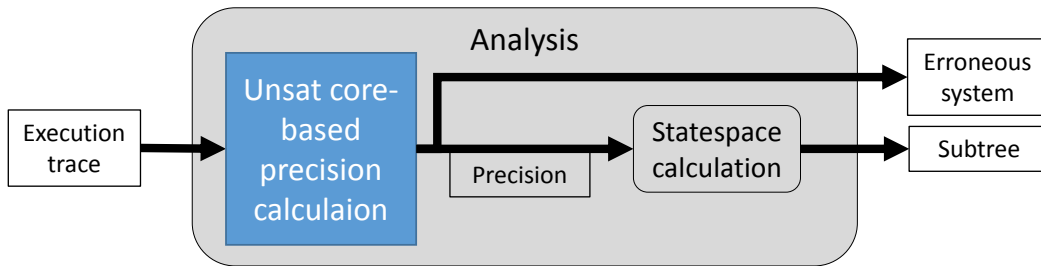 Analysis
Execution
trace
Unsat core-
based
precision
calculaion
Precision
Statespace
calculation
Erroneous
system
Subtree